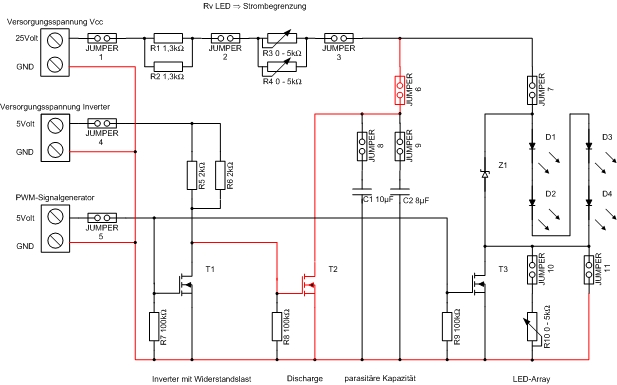 Rv LED ⇒ Strombegrenzung
Versorgungsspannung Vcc
25Volt
GND
JUMPER
1
R1 1,3kΩ
R2 1,3kΩ
JUMPER
2
R3 0 - 5kΩ
R4 0 - 5kΩ
JUMPER
3
JUMPER
6
JUMPER
7
Versorgungsspannung Inverter
5Volt
GND
JUMPER
4
R5 2kΩ
R6 2kΩ
JUMPER
8
JUMPER
9
C1 10µF
C2 8µF
Z1
D1
D2
D3
D4
PWM-Signalgenerator
5Volt
GND
JUMPER
5
T1
T2
T3
JUMPER
10
JUMPER
11
R7 100kΩ
R8 100kΩ
R9 100kΩ
R10 0 - 5kΩ
Inverter mit Widerstandslast
Discharge
parasitäre Kapazität
LED-Array